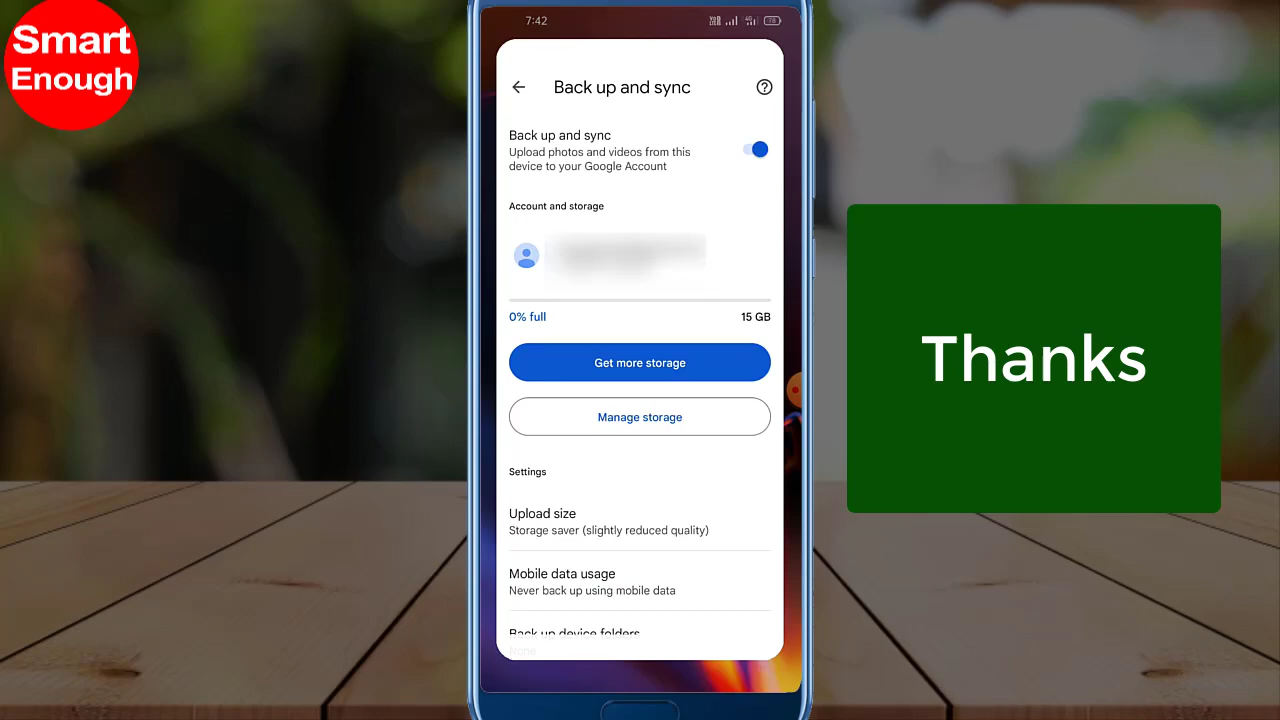 Smart
Enough
7:42
Back up and sync
Back up and sync
Upload photos and videos from this
device to your Google Account
Account and storage
0% full
15 GB
Get more storage
Manage storage
Settings
Upload size
Storage saver (slightly reduced quality)
Mobile data usage
Never back up using mobile data
Back up device folders
None
Thanks